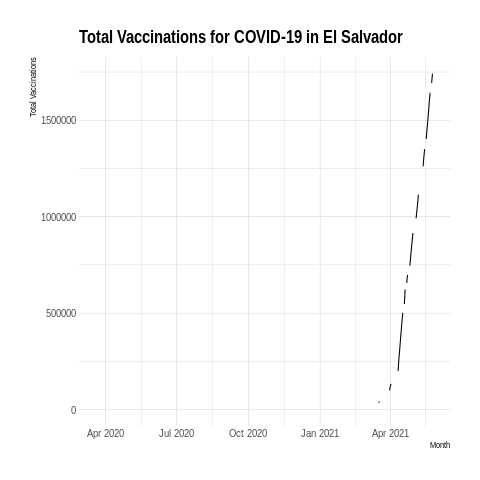 Total Vaccinations for COVID-19 in El Salvador
Total Vaccinations
1500000
1000000
500000
0
Apr 2020 Jul 2020 Oct 2020 Jan 2021 Apr 2021
Month